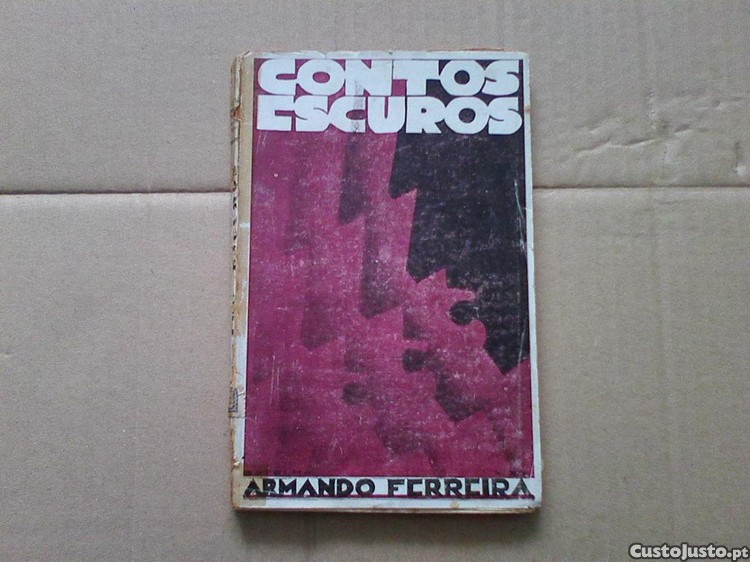 CONTOS
ESCUROS
ARMANDO FERREIRA
CustoJusto.pt